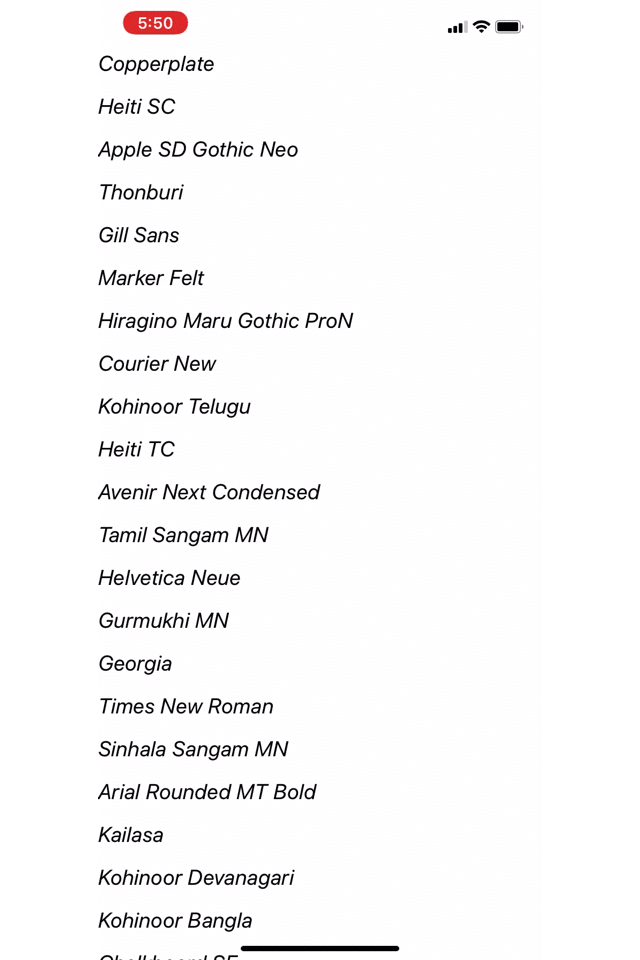 5:50
Copperplate
Heiti SC
Apple SD Gothic Neo
Thonburi
Gill Sans
Marker Felt
Hiragino Maru Gothic ProN
Courier New
Kohinoor Telugu
Heiti TC
Avenir Next Condensed
Tamil Sangam MN
Helvetica Neue
Gurmukhi MN
Georgia
Times New Roman
Sinhala Sangam MN
Arial Rounded MT Bold
Kailasa
Kohinoor Devanagari
Kohinoor Bangla